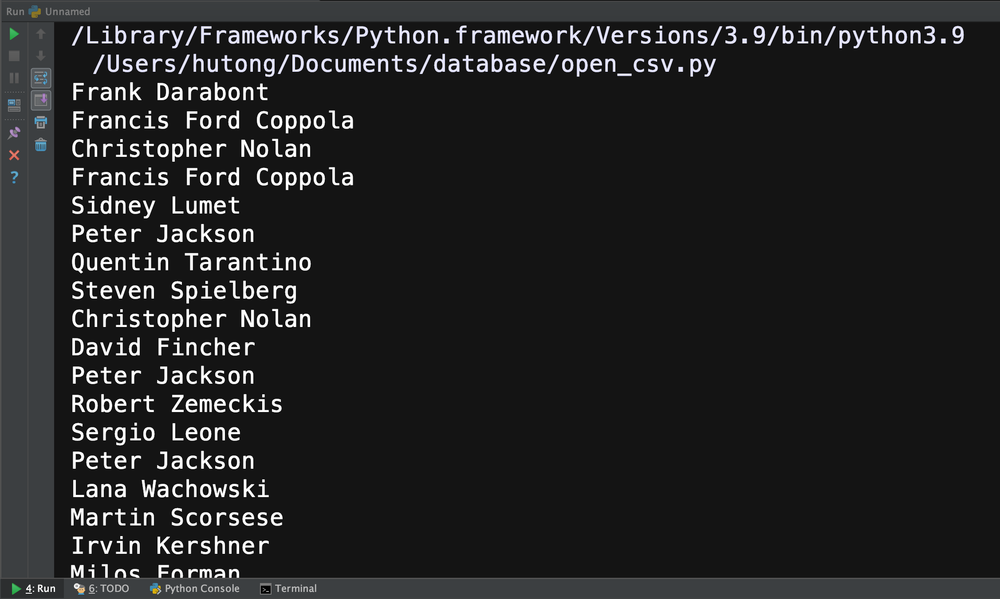 Run Unnamed
/Library/Frameworks/Python.framework/Versions/3.9/bin/python3.9
/Users/hutong/Documents/database/open_csv.py
Frank Darabont
Francis Ford Coppola
Christopher Nolan
Francis Ford Coppola
Sidney Lumet
Peter Jackson
Quentin Tarantino
Steven Spielberg
Christopher Nolan
David Fincher
Peter Jackson
Robert Zemeckis
Sergio Leone
Peter Jackson
Lana Wachowski
Martin Scorsese
Irvin Kershner
Milos Forman
4: Run 6: TODO Python Console Terminal